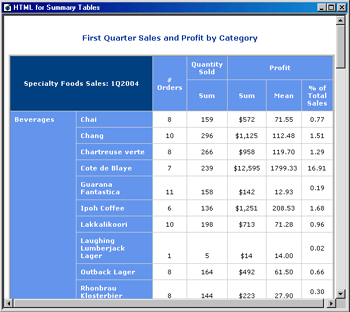 HTML for Summary Tables
First Quarter Sales and Profit by Category
Specialty Foods Sales: 1Q2004
# Orders
Quantity Sold
Profit
Sum
Sum
Mean
% of Total Sales
Beverages
Chai 8 159 $572 71.55 0.77
Chang 10 296 $1,125 112.48 1.51
Chartreuse verte 8 266 $958 119.70 1.29
Cote de Blaye 7 239 $12,595 1799.33 16.91
Guarana Fantastica 11 158 $142 12.93 0.19
Ipoh Coffee 6 136 $1,251 208.53 1.68
Lakkalikoori 10 198 $713 71.28 0.96
Laughing Lumberjack Lager 1 5 $14 14.00 0.02
Outback Lager 8 164 $492 61.50 0.66
Rhonbrau Klosterbier 8 144 $223 27.90 0.30